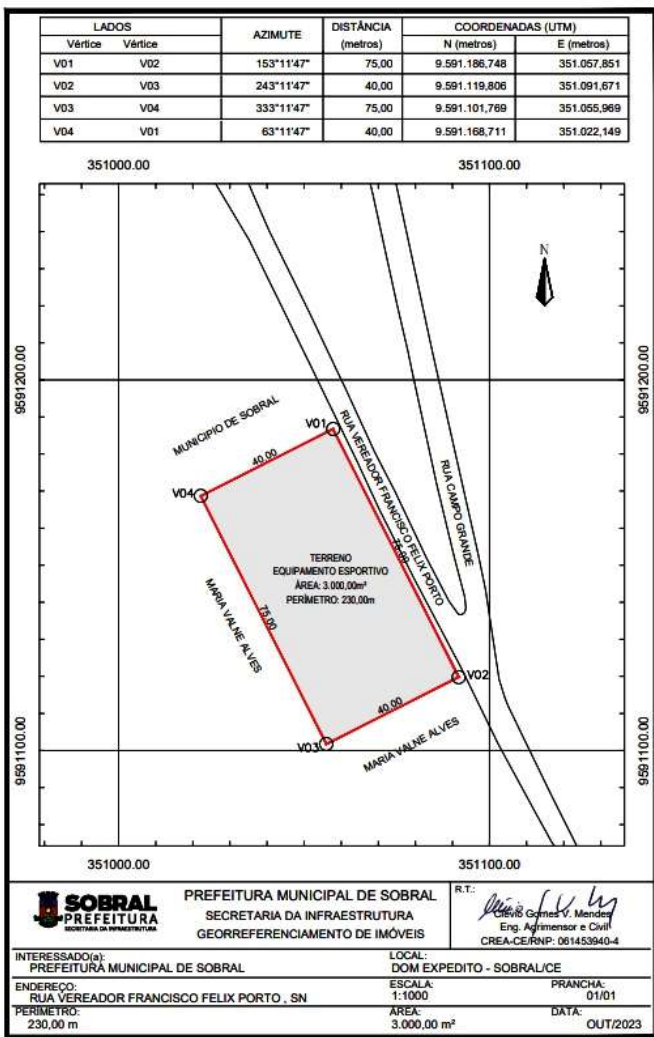 LADOS AZIMUTE DISTÂNCIA COORDENADAS (UTM)
Vértice Vértice (metros) N (metros) E (metros)
V01 V02 153°11'47" 75,00 9.591.186,748 351.057,851
V02 V03 243°11'47" 40,00 9.591.119,806 351.091,671
V03 V04 333°11'47" 75,00 9.591.101,769 351.055,969
V04 V01 63°11'47" 40,00 9.591.168,711 351.022,149
351000.00 351100.00
N
9591200.00 9591200.00
MUNICIPIO DE SOBRAL
V01
40.00
RUA VEREADOR FRANCISCO FELIX PORTO
RUA CAMPO GRANDE
V04
75.00
TERRENO
EQUIPAMENTO ESPORTIVO
ÁREA: 3.000,00m²
PERÍMETRO: 230,00m
MARIA VALNE ALVES
75.00
V02
40.00
V03
MARIA VALNE ALVES
9591100.00 9591100.00
351000.00 351100.00
SOBRAL
PREFEITURA
SECRETARIA DA INFRAESTRUTURA
PREFEITURA MUNICIPAL DE SOBRAL
SECRETARIA DA INFRAESTRUTURA
GEORREFERENCIAMENTO DE IMÓVEIS
R.T.:
Clevio Gomes V. Mendes
Eng. Agrimensor e Civil
CREA-CE/RNP: 061453940-4
INTERESSADO(a):
PREFEITURA MUNICIPAL DE SOBRAL
LOCAL:
DOM EXPEDITO - SOBRAL/CE
ENDEREÇO:
RUA VEREADOR FRANCISCO FELIX PORTO , SN
ESCALA:
1:1000
PRANCHA:
01/01
PERÍMETRO:
230,00 m
ÁREA:
3.000,00 m²
DATA:
OUT/2023